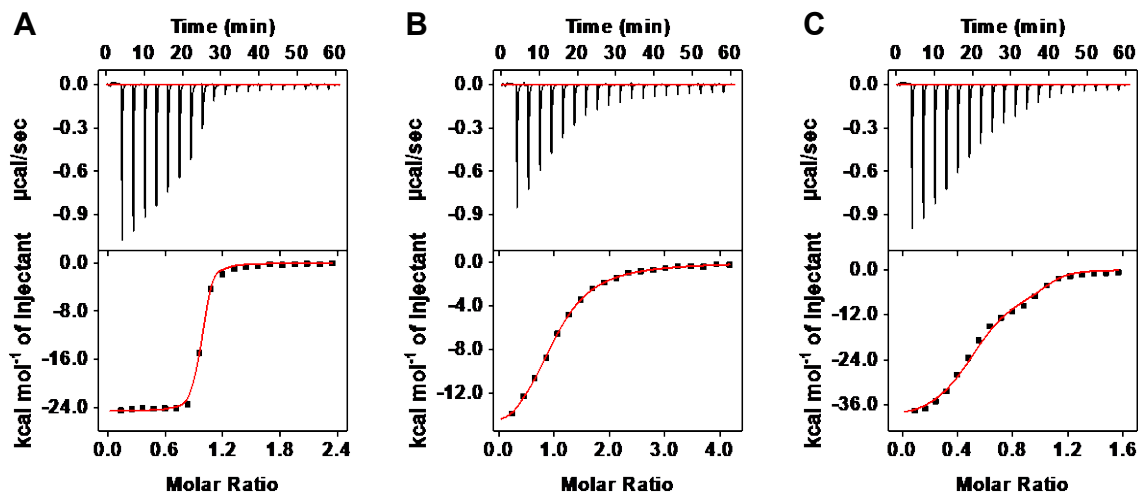 A
Time (min)
0 10 20 30 40 50 60
0.0
-0.3
-0.6
-0.9
µcal/sec
0.0
-8.0
-16.0
-24.0
kcal mol-1 of Injectant
0.0 0.6 1.2 1.8 2.4
Molar Ratio
B
Time (min)
0 10 20 30 40 50 60
0.0
-0.3
-0.6
-0.9
µcal/sec
0.0
-4.0
-8.0
-12.0
kcal mol-1 of Injectant
0.0 1.0 2.0 3.0 4.0
Molar Ratio
C
Time (min)
0 10 20 30 40 50 60
0.0
-0.3
-0.6
-0.9
µcal/sec
0.0
-12.0
-24.0
-36.0
kcal mol-1 of Injectant
0.0 0.4 0.8 1.2 1.6
Molar Ratio